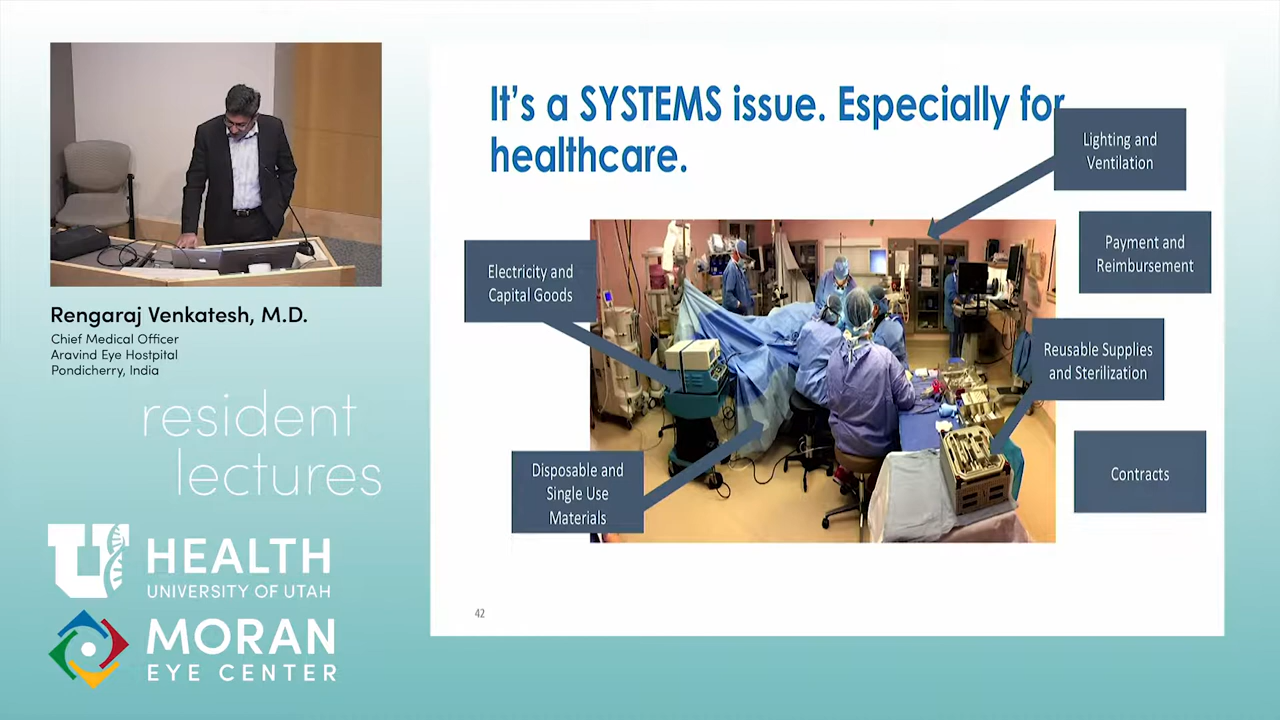 Rengaraj Venkatesh, M.D.
Chief Medical Officer
Aravind Eye Hostpital
Pondicherry, India
resident
lectures
U HEALTH
UNIVERSITY OF UTAH
MORAN
EYE CENTER
It's a SYSTEMS issue. Especially for
healthcare.
Lighting and
Ventilation
Payment and
Reimbursement
Electricity and
Capital Goods
Reusable Supplies
and Sterilization
Disposable and
Single Use
Materials
Contracts
42